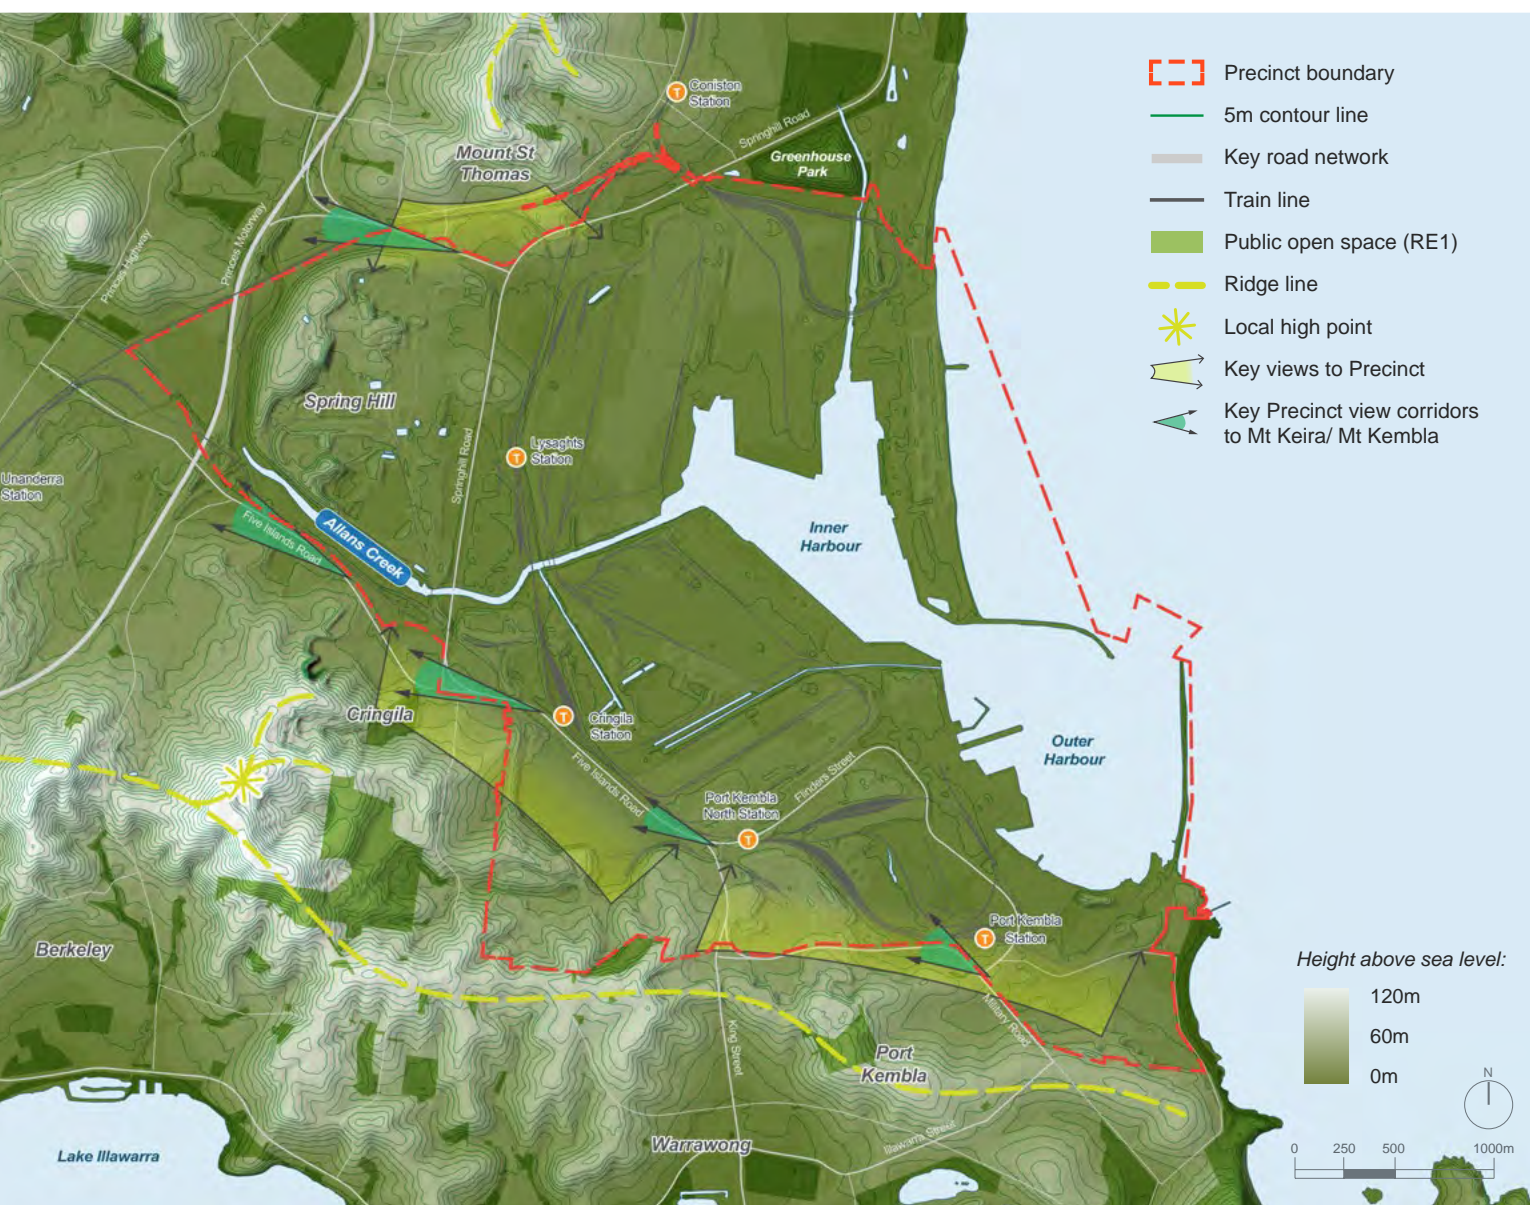 Coniston
Station
Springhill Road
Greenhouse
Park
Mount St
Thomas
Princes Motorway
Princes Highway
Spring Hill
Springhill Road
Lysaghts
Station
Unanderra
Station
Five Islands Road
Allans Creek
Inner
Harbour
Cringila
Cringila
Station
Outer
Harbour
Five Islands Road
Port Kembla
North Station
Flinders Street
Port Kembla
Station
Berkeley
Military Road
King Street
Port
Kembla
Warrawong
Illawarra Street
Lake Illawarra
Precinct boundary
5m contour line
Key road network
Train line
Public open space (RE1)
Ridge line
Local high point
Key views to Precinct
Key Precinct view corridors
to Mt Keira/ Mt Kembla
Height above sea level:
120m
60m
0m
N
0 250 500 1000m
T
T
T
T
T